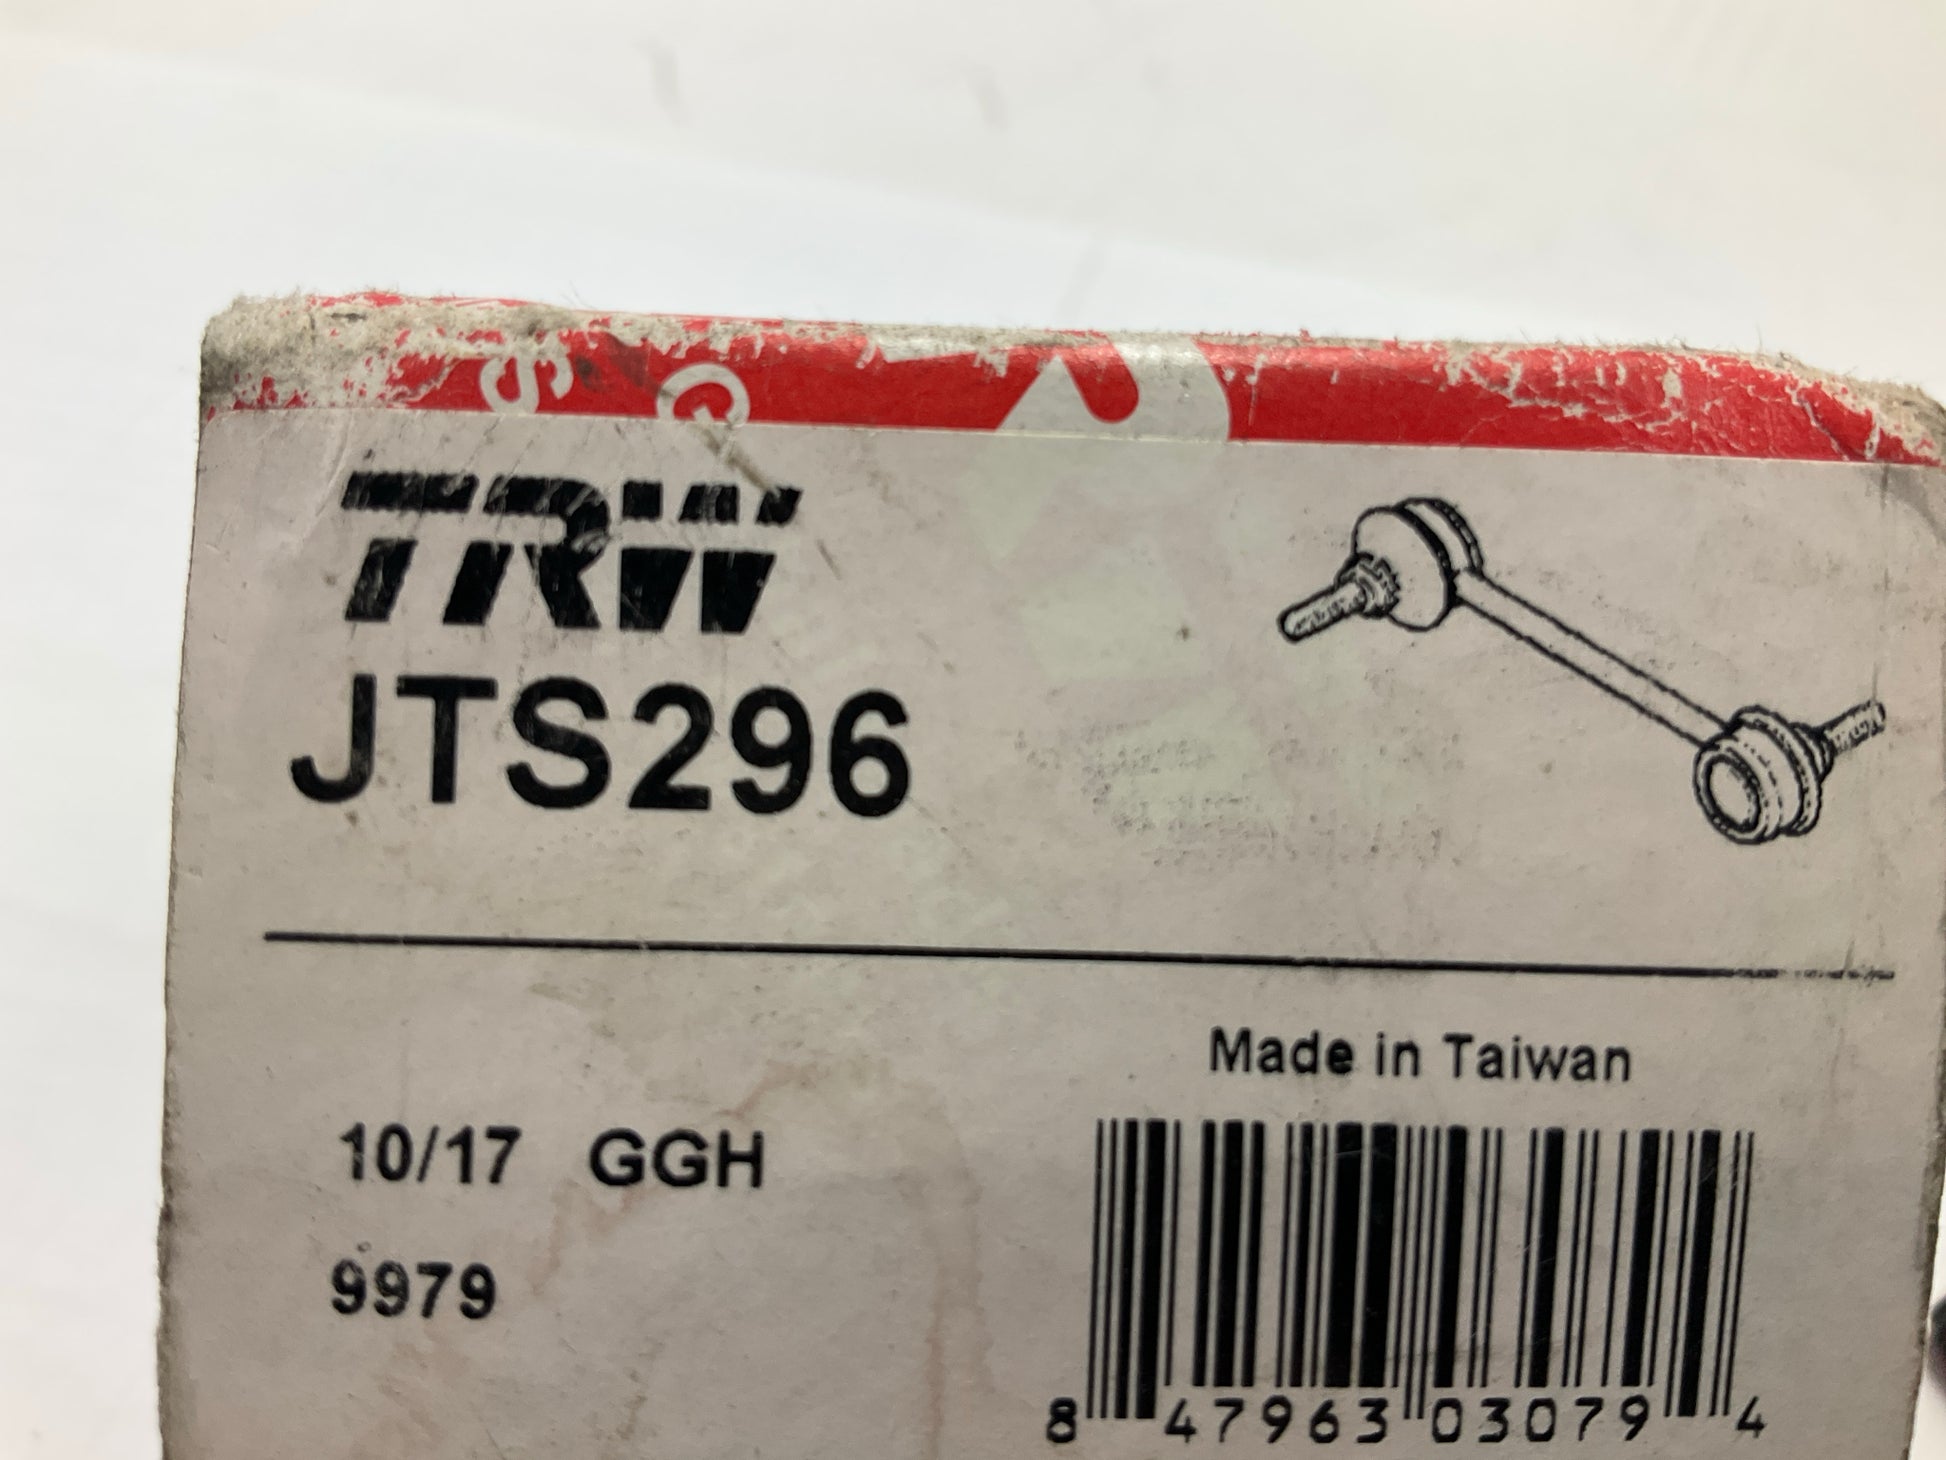 TRW
JTS296
Made in Taiwan
10/17 GGH
9979
8 47963 03079 4